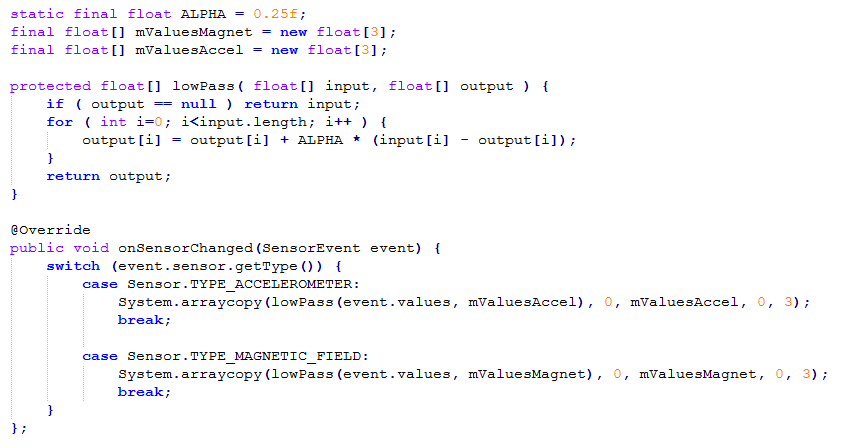 static final float ALPHA = 0.25f;
final float[] mValuesMagnet = new float[3];
final float[] mValuesAccel = new float[3];

protected float[] lowPass( float[] input, float[] output ) {
    if ( output == null ) return input;
    for ( int i=0; i<input.length; i++ ) {
        output[i] = output[i] + ALPHA * (input[i] - output[i]);
    }
    return output;
}

@Override
public void onSensorChanged(SensorEvent event) {
    switch (event.sensor.getType()) {
        case Sensor.TYPE_ACCELEROMETER:
            System.arraycopy(lowPass(event.values, mValuesAccel), 0, mValuesAccel, 0, 3);
            break;

        case Sensor.TYPE_MAGNETIC_FIELD:
            System.arraycopy(lowPass(event.values, mValuesMagnet), 0, mValuesMagnet, 0, 3);
            break;
    }
};